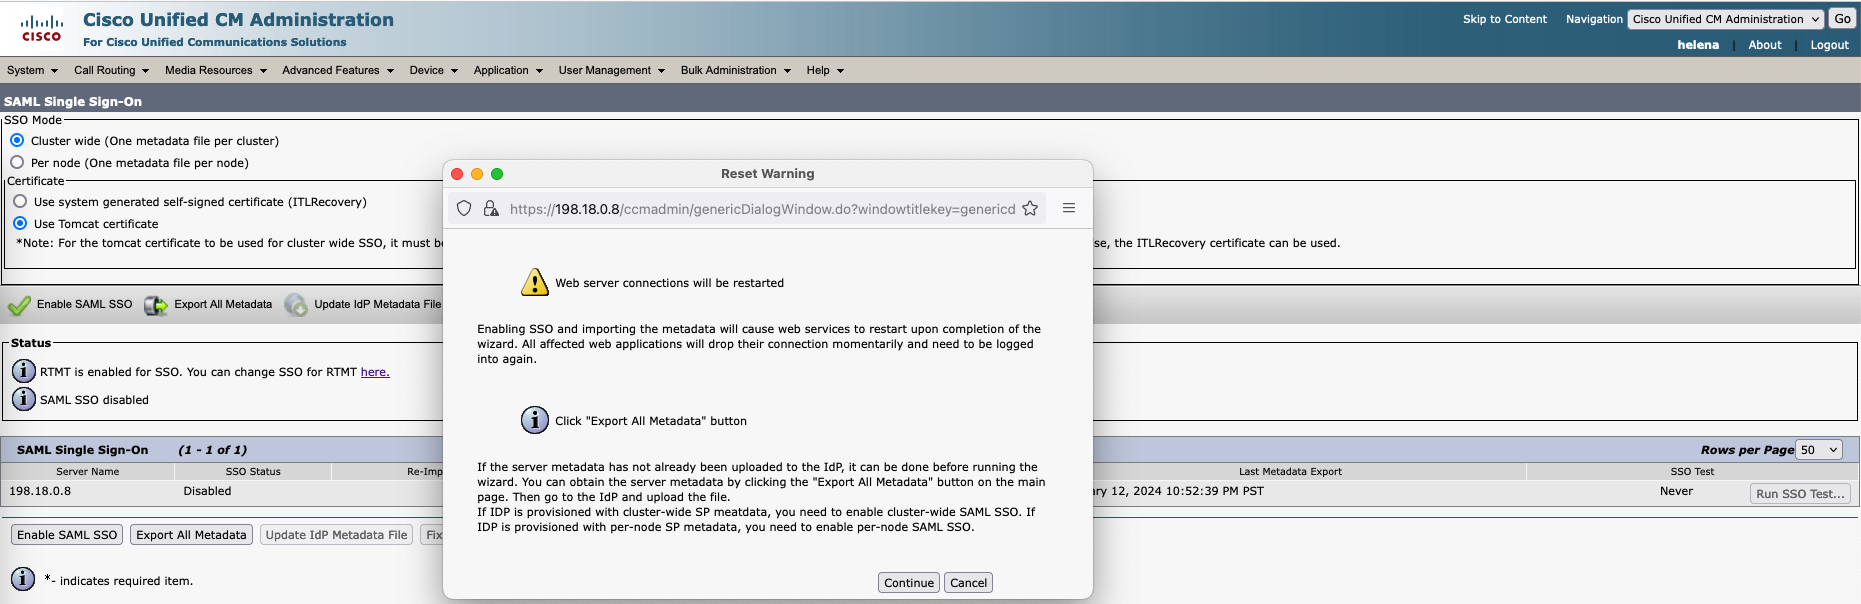 CISCO
Cisco Unified CM Administration
For Cisco Unified Communications Solutions
Skip to Content Navigation Cisco Unified CM Administration Go
helena | About | Logout
System Call Routing Media Resources Advanced Features Device Application User Management Bulk Administration Help
SAML Single Sign-On
SSO Mode
Cluster wide (One metadata file per cluster)
Per node (One metadata file per node)
Certificate
Use system generated self-signed certificate (ITLRecovery)
Use Tomcat certificate
*Note: For the tomcat certificate to be used for cluster wide SSO, it must be
se, the ITLRecovery certificate can be used.
Enable SAML SSO Export All Metadata Update IdP Metadata File
Status
RTMT is enabled for SSO. You can change SSO for RTMT here.
SAML SSO disabled
SAML Single Sign-On (1 - 1 of 1) Rows per Page 50
Server Name SSO Status Re-Imp Last Metadata Export SSO Test
198.18.0.8 Disabled ry 12, 2024 10:52:39 PM PST Never Run SSO Test...
Enable SAML SSO Export All Metadata Update IdP Metadata File Fix
*- indicates required item.
Reset Warning
https://198.18.0.8/ccmadmin/genericDialogWindow.do?windowtitlekey=genericd
Web server connections will be restarted
Enabling SSO and importing the metadata will cause web services to restart upon completion of the
wizard. All affected web applications will drop their connection momentarily and need to be logged
into again.
Click "Export All Metadata" button
If the server metadata has not already been uploaded to the IdP, it can be done before running the
wizard. You can obtain the server metadata by clicking the "Export All Metadata" button on the main
page. Then go to the IdP and upload the file.
If IDP is provisioned with cluster-wide SP meatdata, you need to enable cluster-wide SAML SSO. If
IDP is provisioned with per-node SP metadata, you need to enable per-node SAML SSO.
Continue Cancel